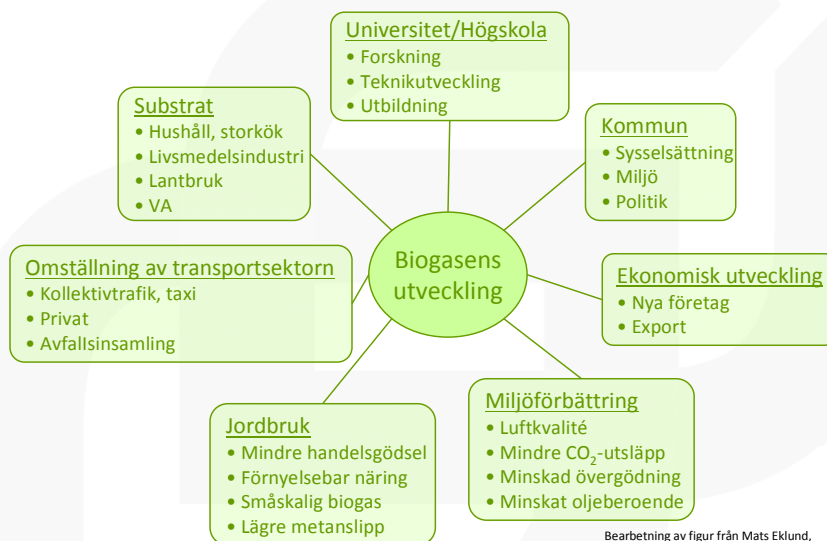 Universitet/Högskola
• Forskning
• Teknikutveckling
• Utbildning
Substrat
• Hushåll, storkök
• Livsmedelsindustri
• Lantbruk
• VA
Kommun
• Sysselsättning
• Miljö
• Politik
Omställning av transportsektorn
• Kollektivtrafik, taxi
• Privat
• Avfallsinsamling
Biogasens
utveckling
Ekonomisk utveckling
• Nya företag
• Export
Jordbruk
• Mindre handelsgödsel
• Förnyelsebar näring
• Småskalig biogas
• Lägre metanslipp
Miljöförbättring
• Luftkvalité
• Mindre CO₂-utsläpp
• Minskad övergödning
• Minskat oljeberoende
Bearbetning av figur från Mats Eklund,